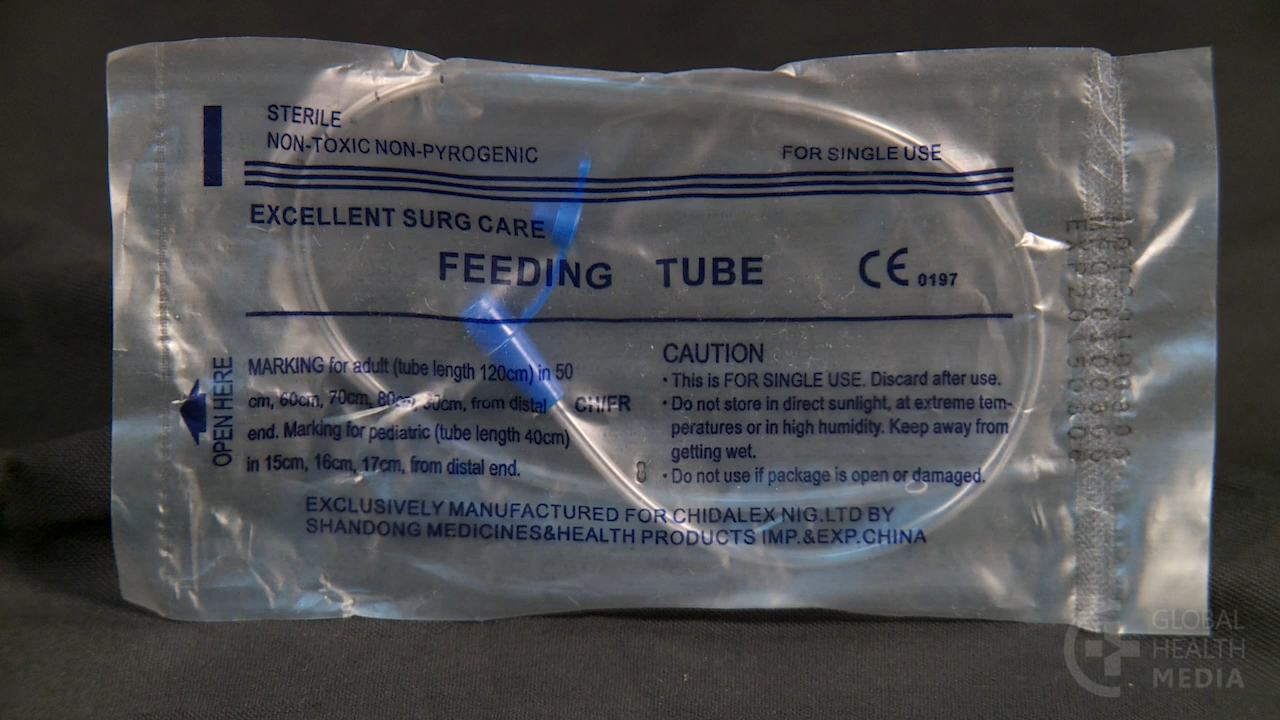 STERILE
NON-TOXIC NON-PYROGENIC
FOR SINGLE USE
EXCELLENT SURG CARE
FEEDING TUBE
CE 0197
OPEN HERE
MARKING for adult (tube length 120cm) in 50
cm, 60cm, 70cm, 80cm, 90cm, from distal
end. Marking for pediatric (tube length 40cm)
in 15cm, 16cm, 17cm, from distal end.
CH/FR
8
CAUTION
• This is FOR SINGLE USE. Discard after use.
• Do not store in direct sunlight, at extreme tem-
peratures or in high humidity. Keep away from
getting wet.
• Do not use if package is open or damaged.
EXCLUSIVELY MANUFACTURED FOR CHIDALEX NIG.LTD BY
SHANDONG MEDICINES&HEALTH PRODUCTS IMP.&EXP.CHINA
GLOBAL
HEALTH
MEDIA